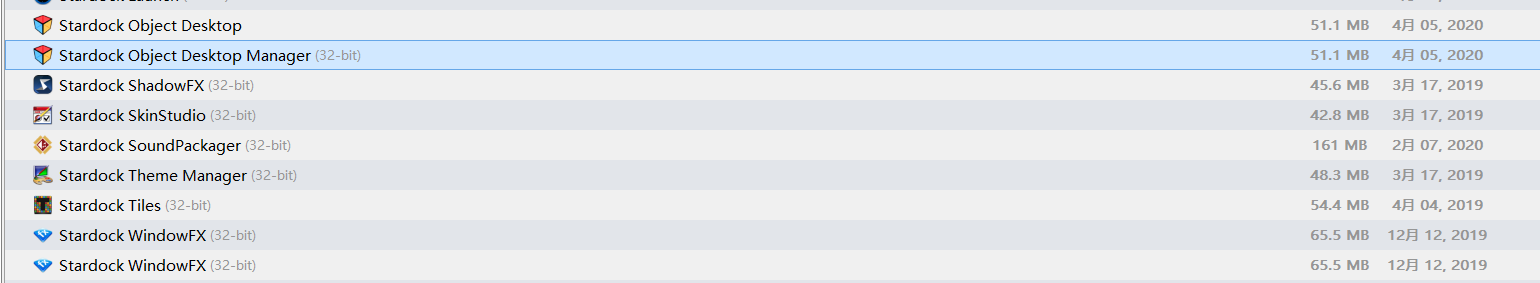 Stardock Object Desktop 51.1 MB 4月 05, 2020
Stardock Object Desktop Manager (32-bit) 51.1 MB 4月 05, 2020
Stardock ShadowFX (32-bit) 45.6 MB 3月 17, 2019
Stardock SkinStudio (32-bit) 42.8 MB 3月 17, 2019
Stardock SoundPackager (32-bit) 161 MB 2月 07, 2020
Stardock Theme Manager (32-bit) 48.3 MB 3月 17, 2019
Stardock Tiles (32-bit) 54.4 MB 4月 04, 2019
Stardock WindowFX (32-bit) 65.5 MB 12月 12, 2019
Stardock WindowFX (32-bit) 65.5 MB 12月 12, 2019